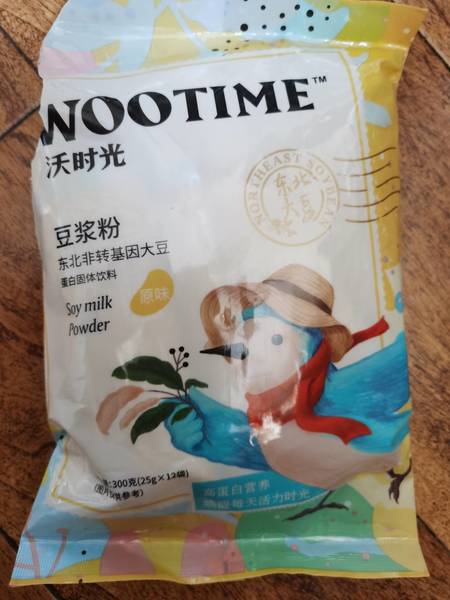 WOOTIME™
沃时光
NORTHEAST SOYBEAN
东北
大豆
豆浆粉
东北非转基因大豆
蛋白固体饮料
原味
Soy milk
Powder
:300克(25g×12袋)
高蛋白营养
每天活力时光